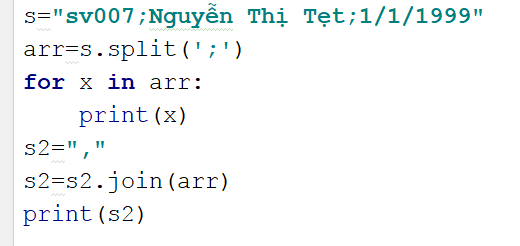 s="sv007;Nguyễn Thị Tẹt;1/1/1999"
arr=s.split(';')
for x in arr:
    print(x)
s2=","
s2=s2.join(arr)
print(s2)